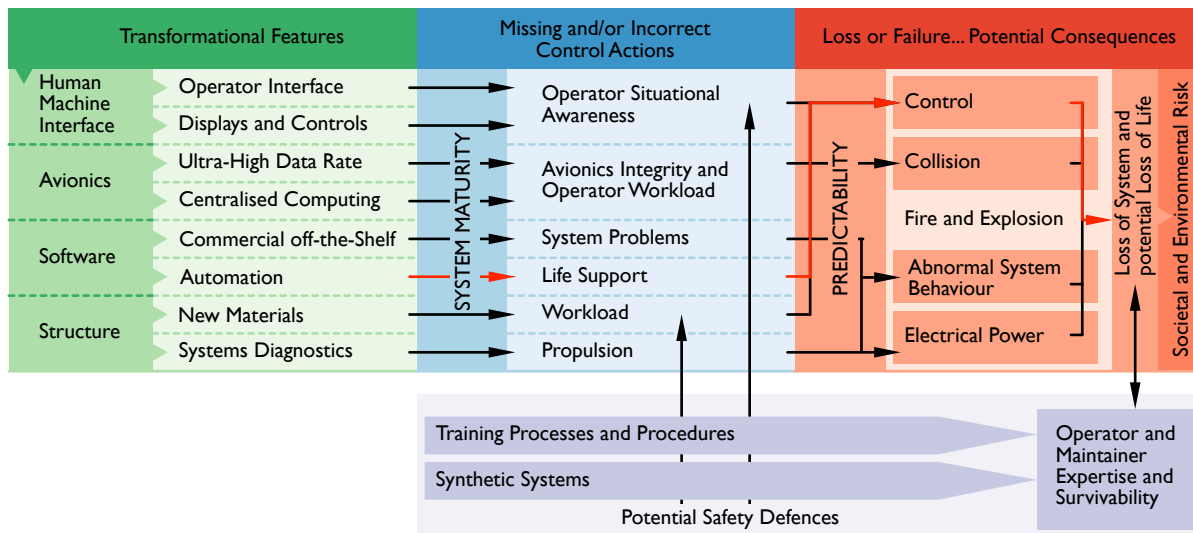 Transformational Features
Missing and/or Incorrect
Control Actions
Loss or Failure... Potential Consequences
Human
Machine
Interface
Operator Interface
Displays and Controls
Avionics
Ultra-High Data Rate
Centralised Computing
Software
Commercial off-the-Shelf
Automation
Structure
New Materials
Systems Diagnostics
SYSTEM MATURITY
Operator Situational
Awareness
Avionics Integrity and
Operator Workload
System Problems
Life Support
Workload
Propulsion
PREDICTABILITY
Control
Collision
Fire and Explosion
Abnormal System
Behaviour
Electrical Power
Loss of System and
potential Loss of Life
Societal and Environmental Risk
Training Processes and Procedures
Synthetic Systems
Potential Safety Defences
Operator and
Maintainer
Expertise and
Survivability